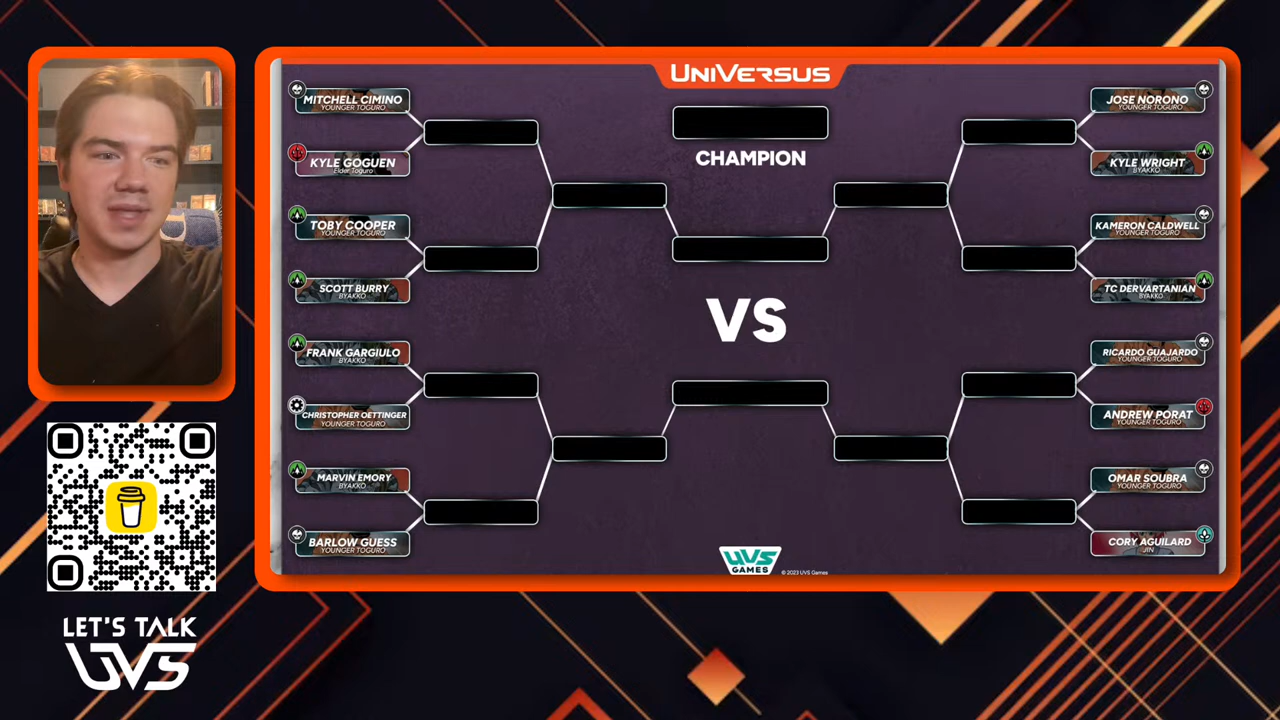 UNIVERSUS
MITCHELL CIMINO
YOUNGER TOGURO
KYLE GOGUEN
Elder Toguro
TOBY COOPER
YOUNGER TOGURO
SCOTT BURRY
BYAKKO
FRANK GARGIULO
BYAKKO
CHRISTOPHER OETTINGER
YOUNGER TOGURO
MARVIN EMORY
BYAKKO
BARLOW GUESS
YOUNGER TOGURO
CHAMPION
VS
JOSE NORONO
YOUNGER TOGURO
KYLE WRIGHT
BYAKKO
KAMERON CALDWELL
YOUNGER TOGURO
TC DERVARTANIAN
BYAKKO
RICARDO GUAJARDO
YOUNGER TOGURO
ANDREW PORAT
YOUNGER TOGURO
OMAR SOUBRA
YOUNGER TOGURO
CORY AGUILARD
JIN
UVS
GAMES
© 2023 UVS Games
LET'S TALK
UVS